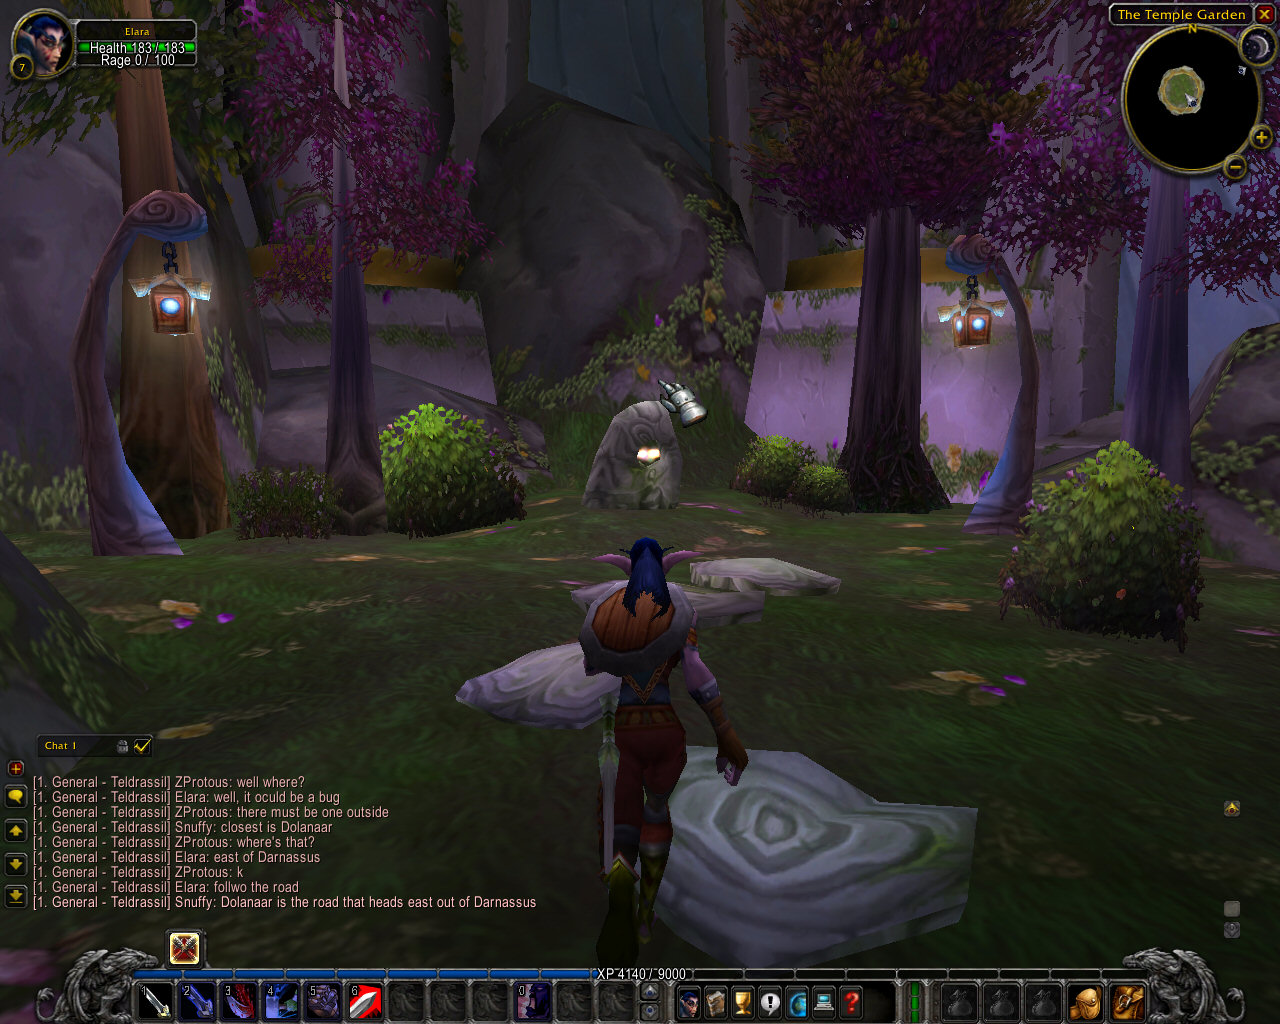 Elara
Health 183 / 183
Rage 0 / 100
7
The Temple Garden
N
Chat 1
[1. General - Teldrassil] ZProtous: well where?
[1. General - Teldrassil] Elara: well, it oculd be a bug
[1. General - Teldrassil] ZProtous: there must be one outside
[1. General - Teldrassil] Snuffy: closest is Dolanaar
[1. General - Teldrassil] ZProtous: where's that?
[1. General - Teldrassil] Elara: east of Darnassus
[1. General - Teldrassil] ZProtous: k
[1. General - Teldrassil] Elara: follwo the road
[1. General - Teldrassil] Snuffy: Dolanaar is the road that heads east out of Darnassus
XP 4140 / 9000
1 2 3 4 5 6 0